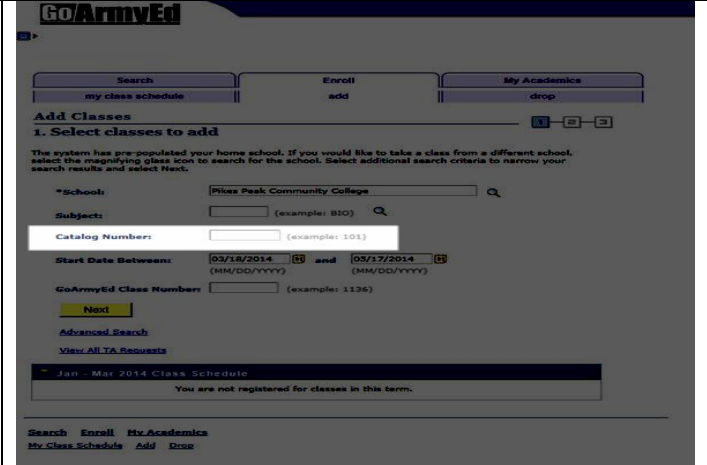 GoArmyEd
Search Enroll My Academics
my class schedule add drop
Add Classes
1 2 3
1. Select classes to add
The system has pre-populated your home school. If you would like to take a class from a different school,
select the magnifying glass icon to search for the school. Select additional search criteria to narrow your
search results and select Next.
*School: Pikes Peak Community College
Subject: (example: BIO)
Catalog Number: (example: 101)
Start Date Between: 03/18/2014 and 05/17/2014
(MM/DD/YYYY) (MM/DD/YYYY)
GoArmyEd Class Number: (example: 1136)
Next
Advanced Search
View All TA Requests
Jan - Mar 2014 Class Schedule
You are not registered for classes in this term.
Search Enroll My Academics
My Class Schedule Add Drop